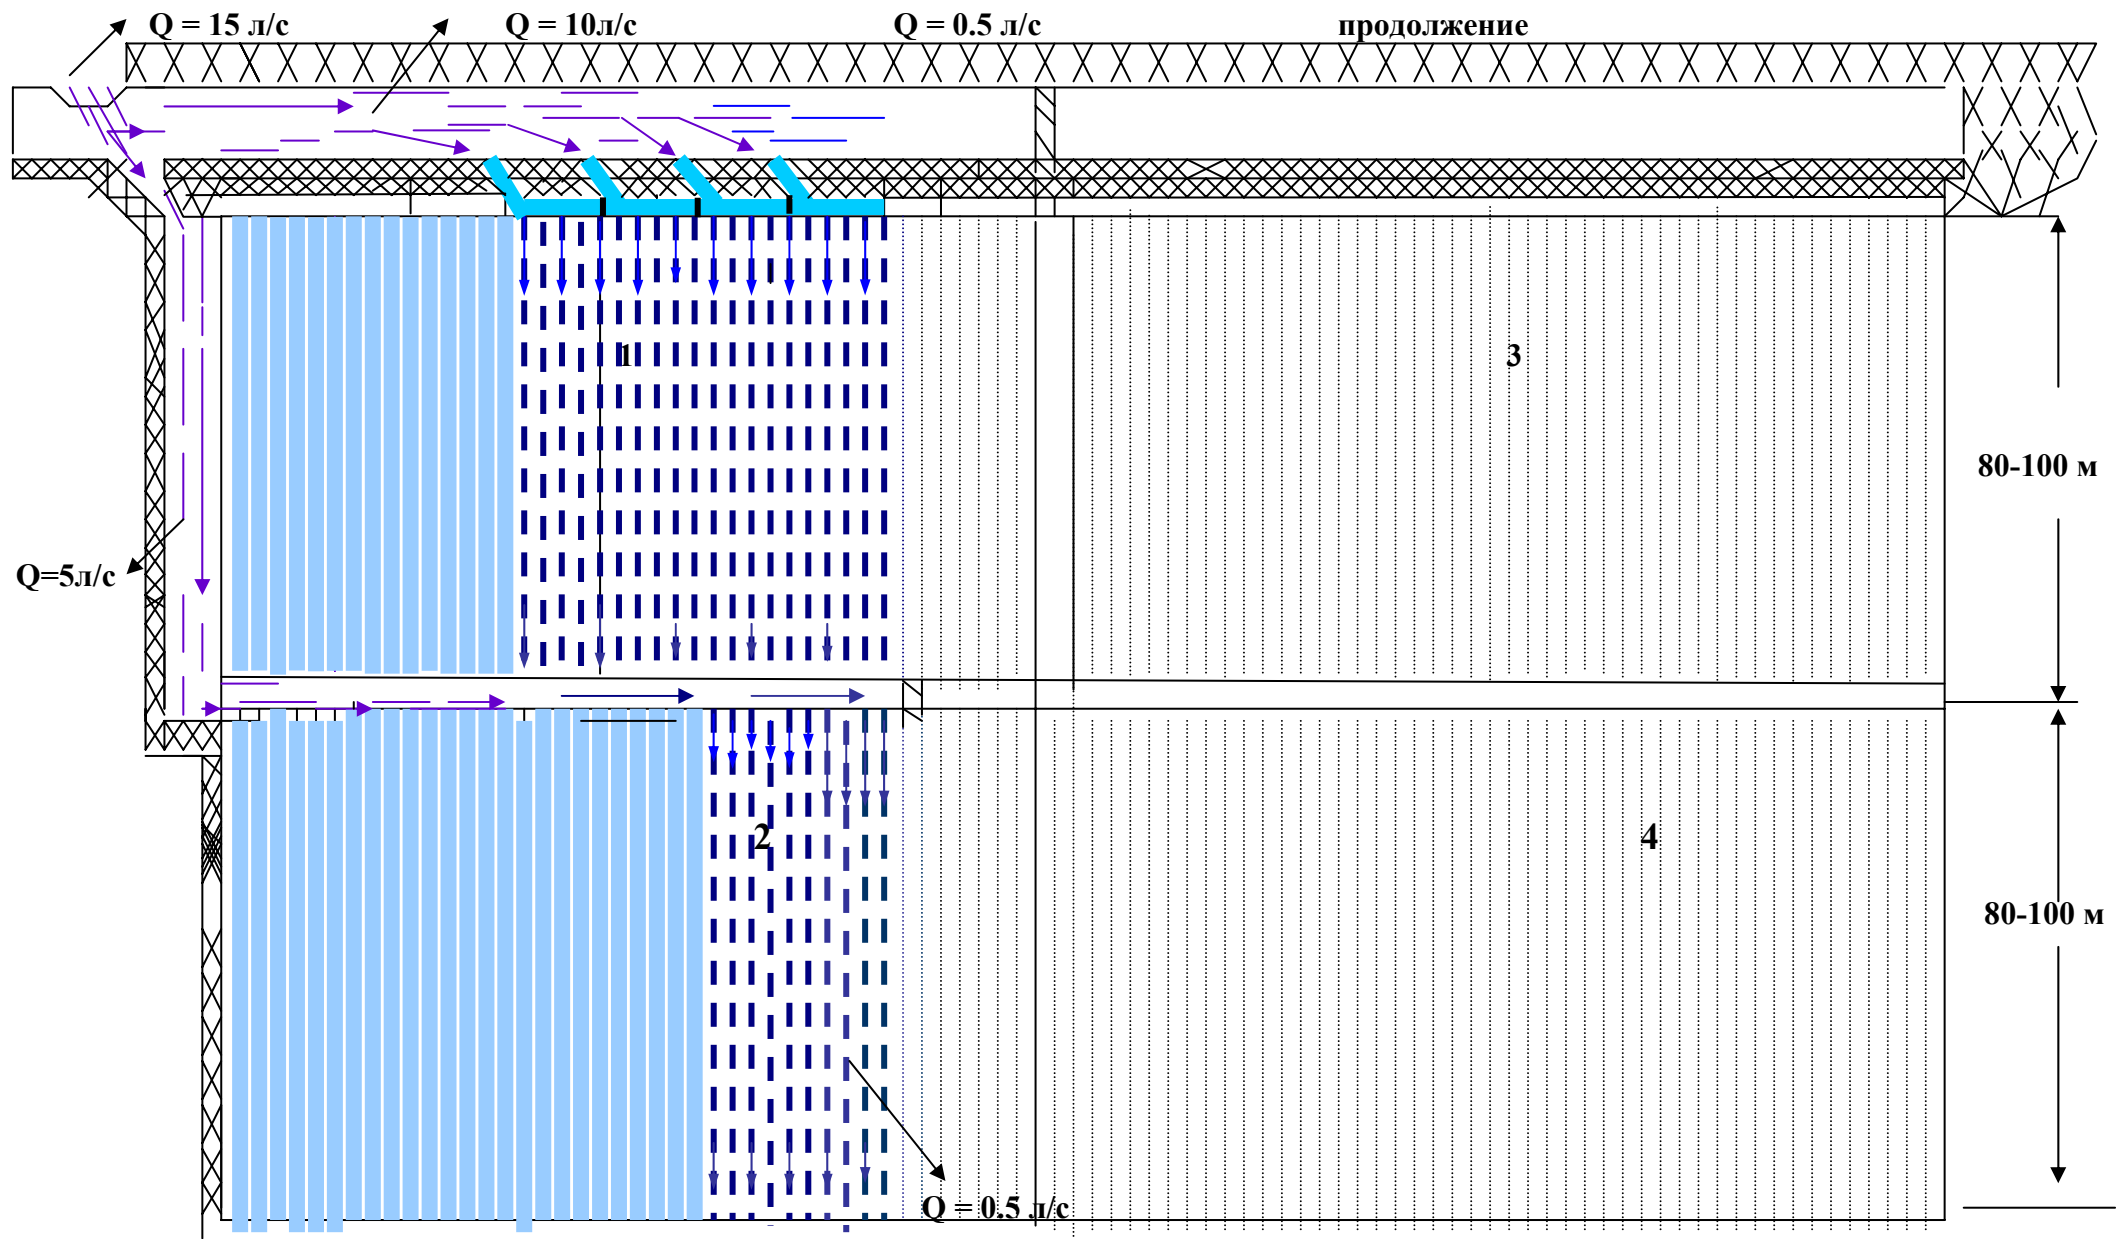 Q = 15 л/с Q = 10л/с Q = 0.5 л/с продолжение
1 3
80-100 м
Q=5л/с
2 4
80-100 м
Q = 0.5 л/с